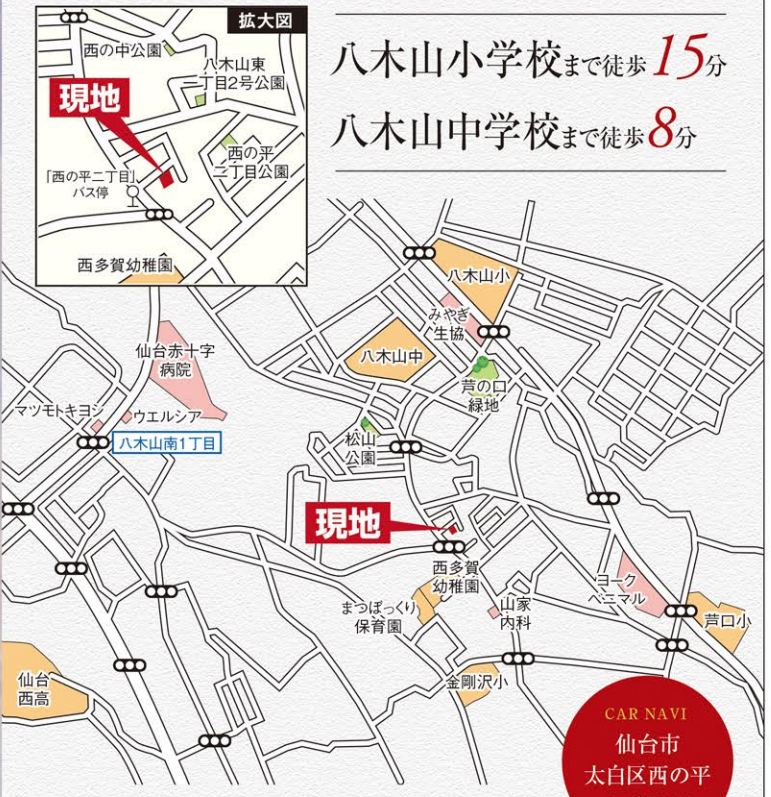 拡大図
西の中公園
八木山東
一丁目2号公園
現地
西の平
二丁目公園
「西の平二丁目」
バス停
西多賀幼稚園
八木山小学校まで徒歩15分
八木山中学校まで徒歩8分
八木山小
みやぎ
生協
八木山中
仙台赤十字
病院
芦の口
緑地
マツモトキヨシ
ウエルシア
八木山南1丁目
松山
公園
現地
西多賀
幼稚園
まつぼっくり
保育園
山家
内科
ヨーク
ベニマル
芦口小
金剛沢小
仙台
西高
CAR NAVI
仙台市
太白区西の平